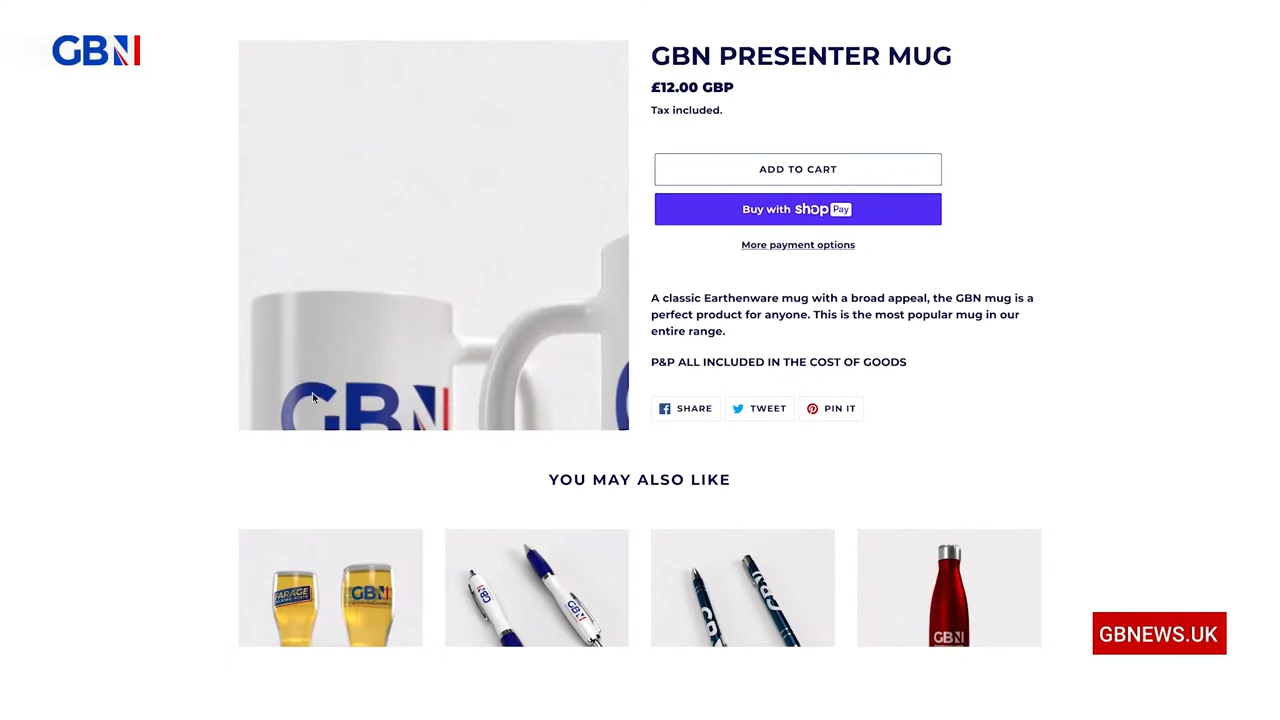 GBN
GBN PRESENTER MUG
£12.00 GBP
Tax included.
ADD TO CART
Buy with shop Pay
More payment options
A classic Earthenware mug with a broad appeal, the GBN mug is a
perfect product for anyone. This is the most popular mug in our
entire range.
P&P ALL INCLUDED IN THE COST OF GOODS
SHARE TWEET PIN IT
GBN
YOU MAY ALSO LIKE
GBN
GBN
GBN
GBN
GBNEWS.UK